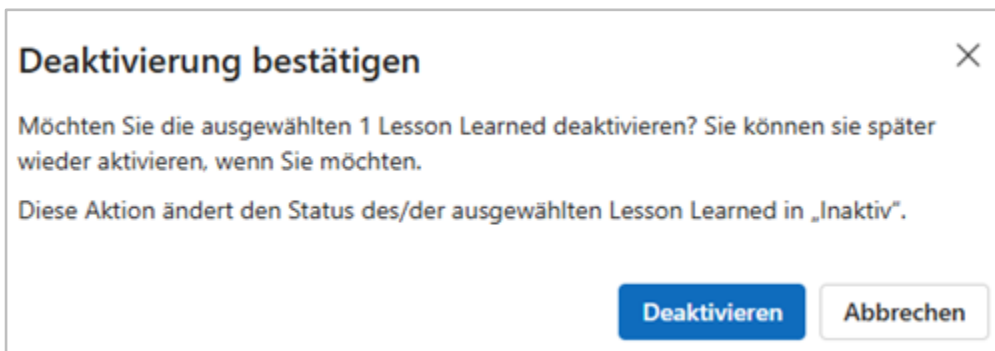 Deaktivierung bestätigen
Möchten Sie die ausgewählten 1 Lesson Learned deaktivieren? Sie können sie später
wieder aktivieren, wenn Sie möchten.
Diese Aktion ändert den Status des/der ausgewählten Lesson Learned in „Inaktiv“.
Deaktivieren Abbrechen